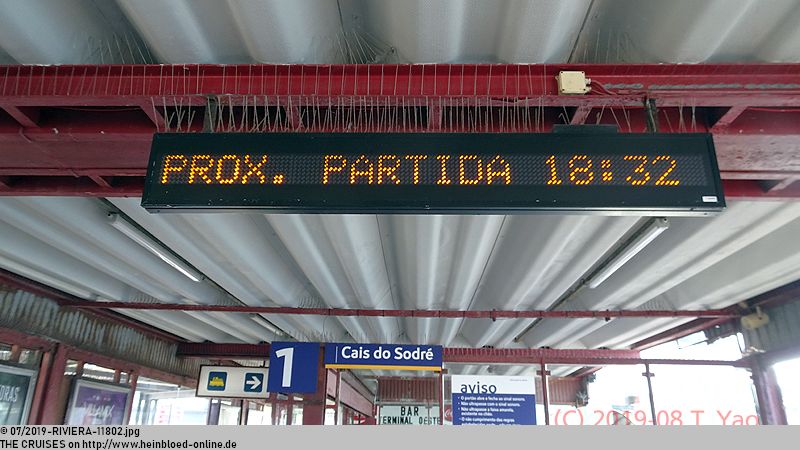 PROX. PARTIDA 18:32
1
Cais do Sodré
aviso
BAR
TERMINAL OESTE
(C) 2019-08 T. Yao
© 07/2019-RIVIERA-11802.jpg
THE CRUISES on http://www.heinbloed-online.de